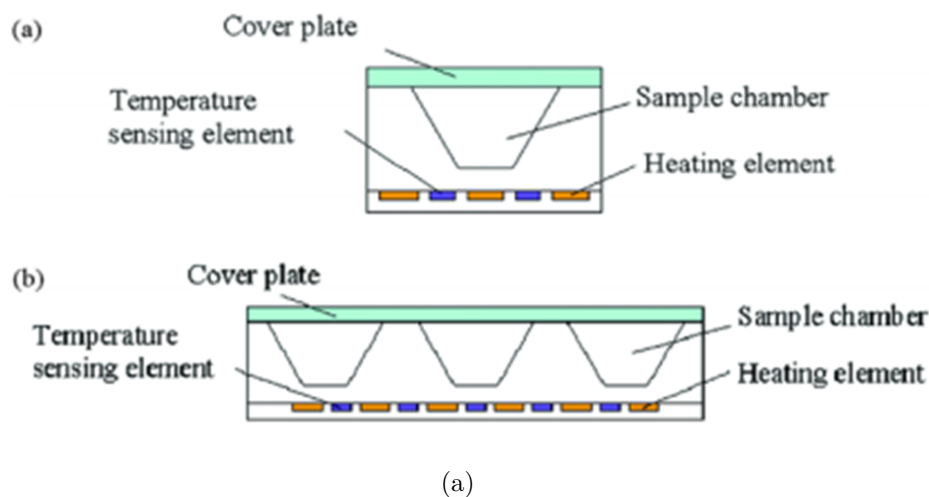 (a)
Cover plate
Temperature
sensing element
Sample chamber
Heating element
(b)
Cover plate
Temperature
sensing element
Sample chamber
Heating element
(a)